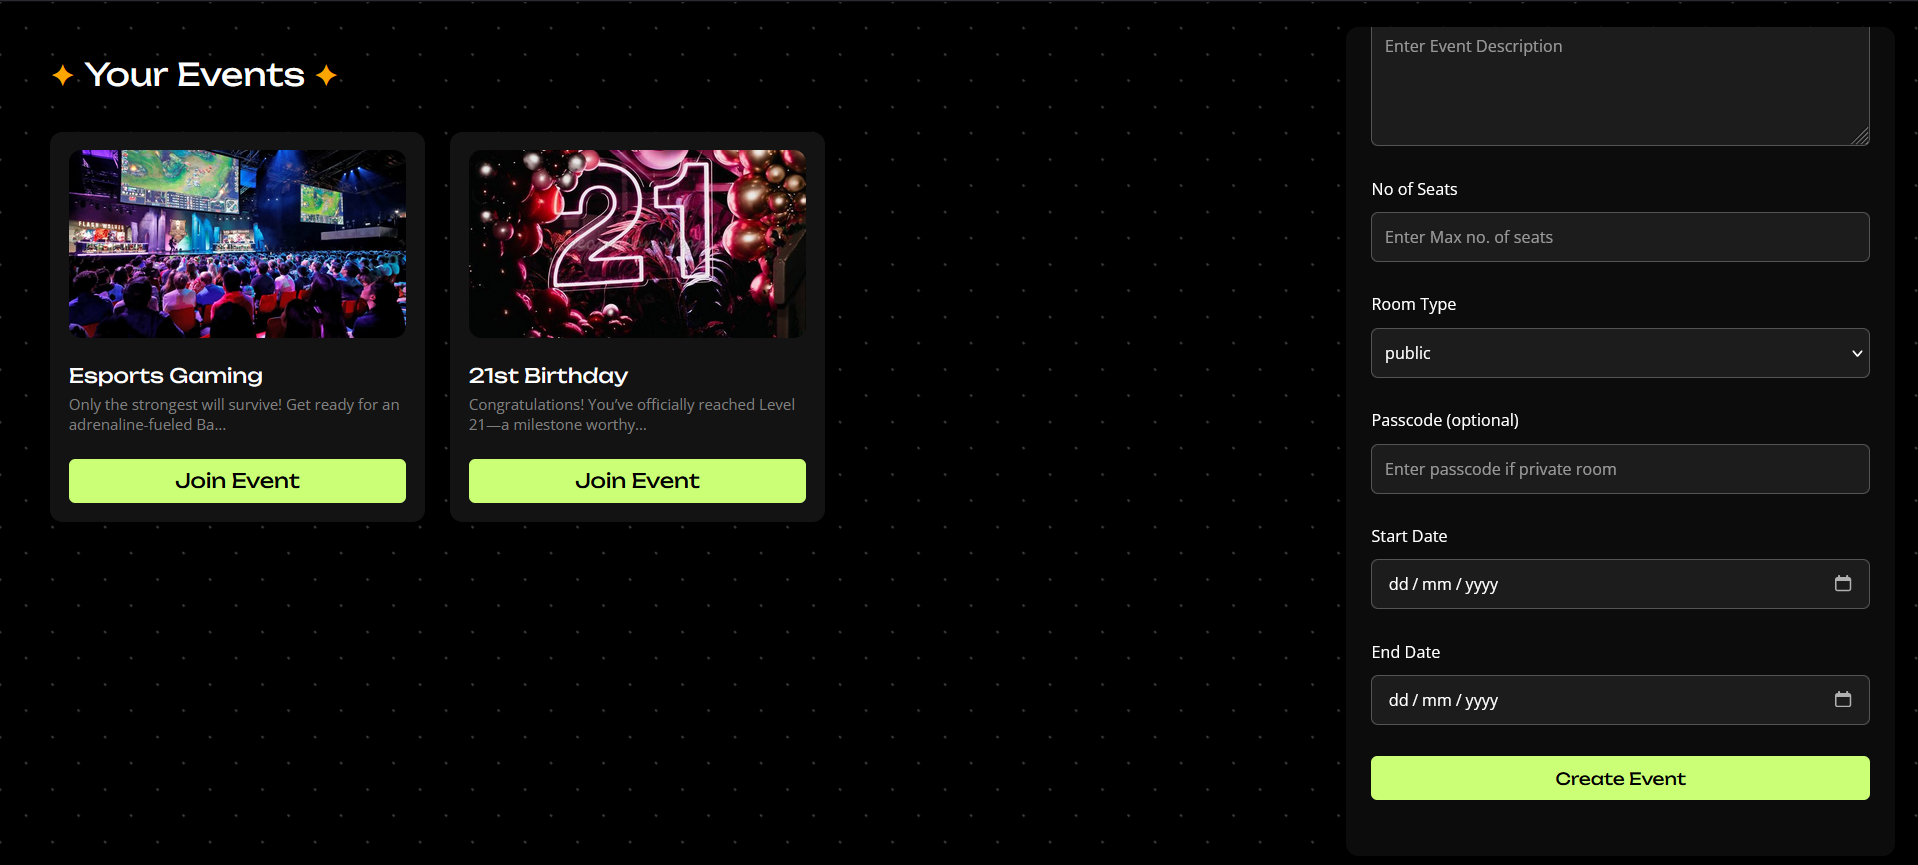 ✦ Your Events ✦
FLASH WOLVES
21
Esports Gaming
Only the strongest will survive! Get ready for an
adrenaline-fueled Ba...
Join Event
21st Birthday
Congratulations! You’ve officially reached Level
21—a milestone worthy...
Join Event
Enter Event Description
No of Seats
Enter Max no. of seats
Room Type
public
Passcode (optional)
Enter passcode if private room
Start Date
dd / mm / yyyy
End Date
dd / mm / yyyy
Create Event